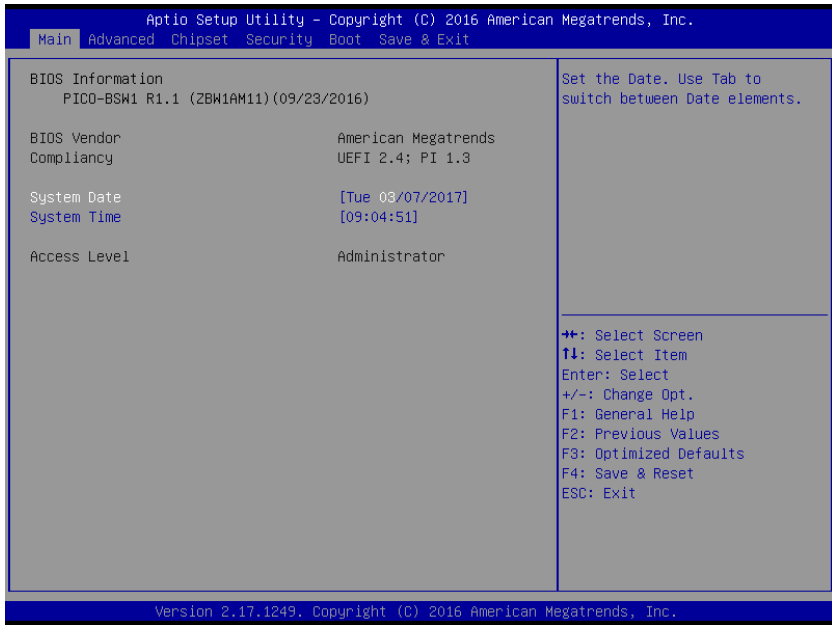 Aptio Setup Utility – Copyright (C) 2016 American Megatrends, Inc.
Main Advanced Chipset Security Boot Save & Exit
BIOS Information
PICO-BSW1 R1.1 (ZBW1AM11)(09/23/2016)
BIOS Vendor American Megatrends
Compliancy UEFI 2.4; PI 1.3
System Date [Tue 03/07/2017]
System Time [09:04:51]
Access Level Administrator
Set the Date. Use Tab to
switch between Date elements.
→←: Select Screen
↑↓: Select Item
Enter: Select
+/-: Change Opt.
F1: General Help
F2: Previous Values
F3: Optimized Defaults
F4: Save & Reset
ESC: Exit
Version 2.17.1249. Copyright (C) 2016 American Megatrends, Inc.